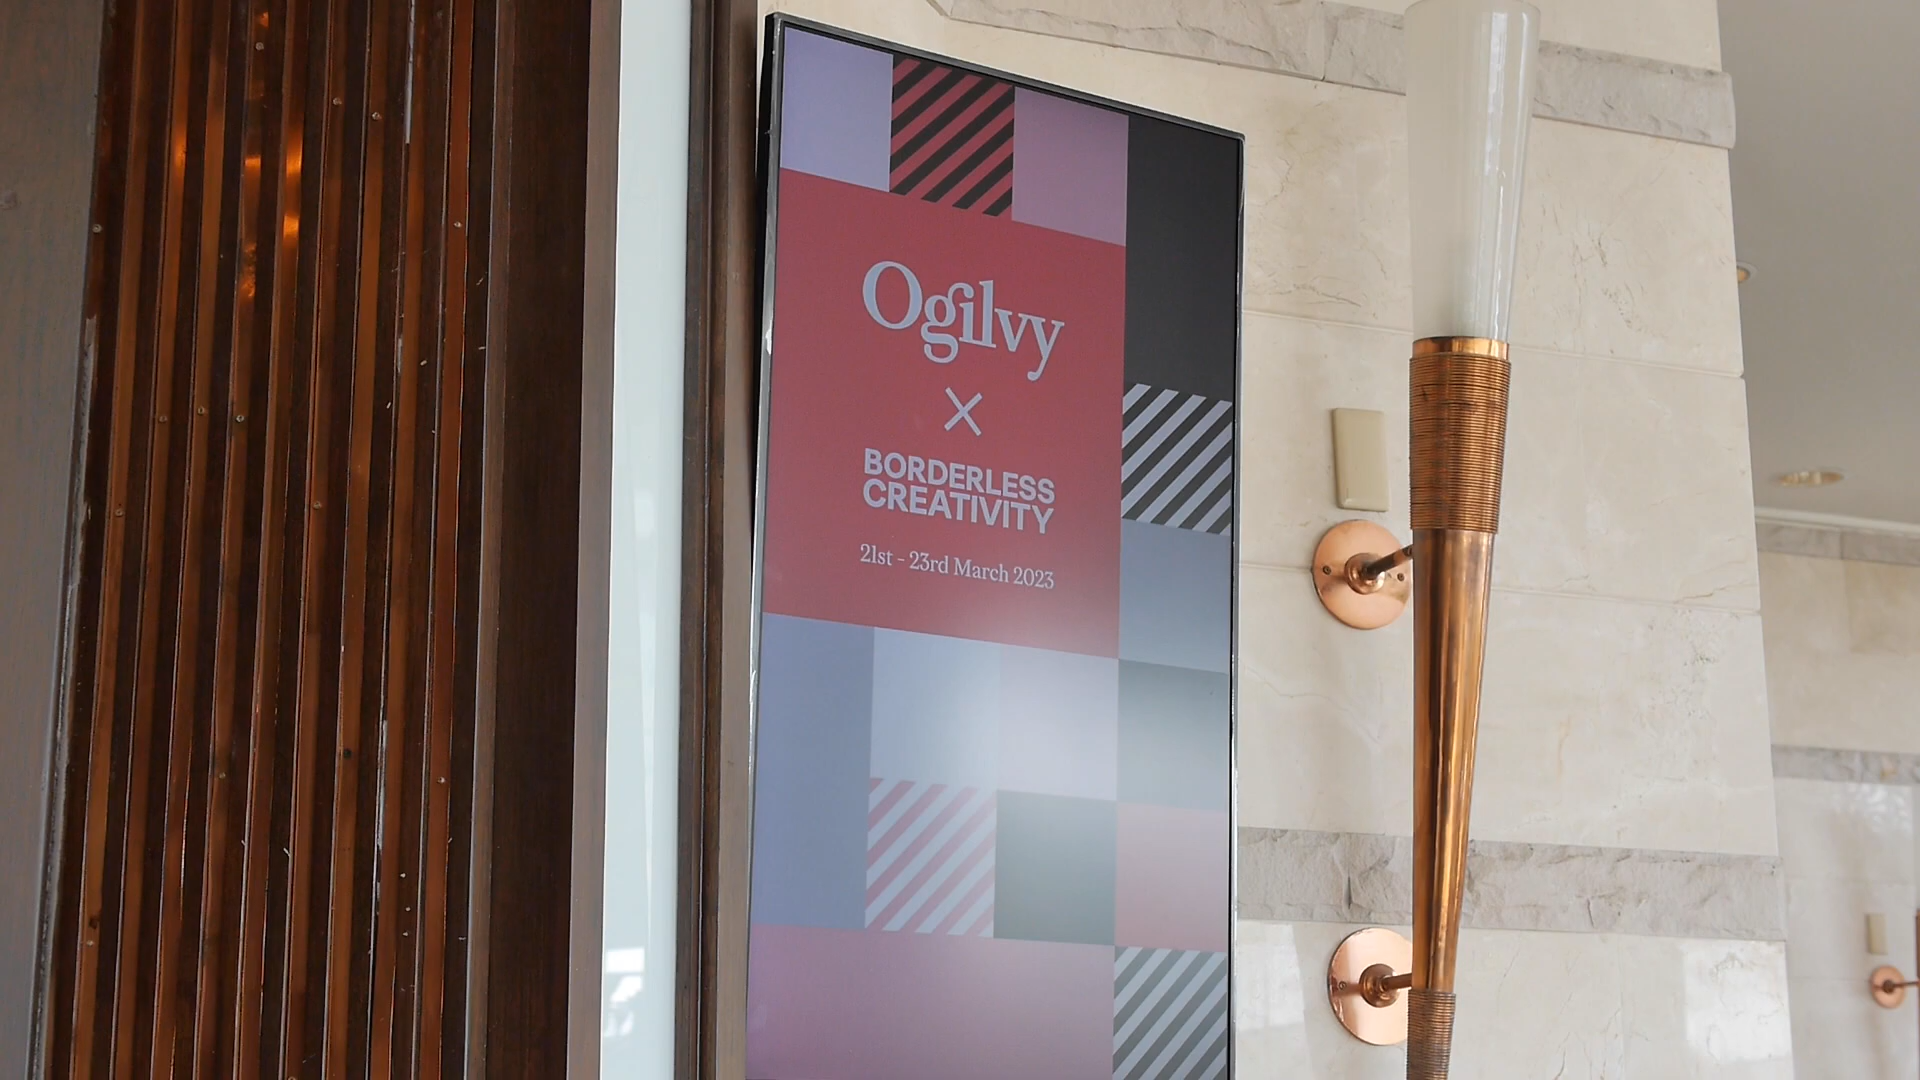 Ogilvy
×
BORDERLESS
CREATIVITY
21st - 23rd March 2023